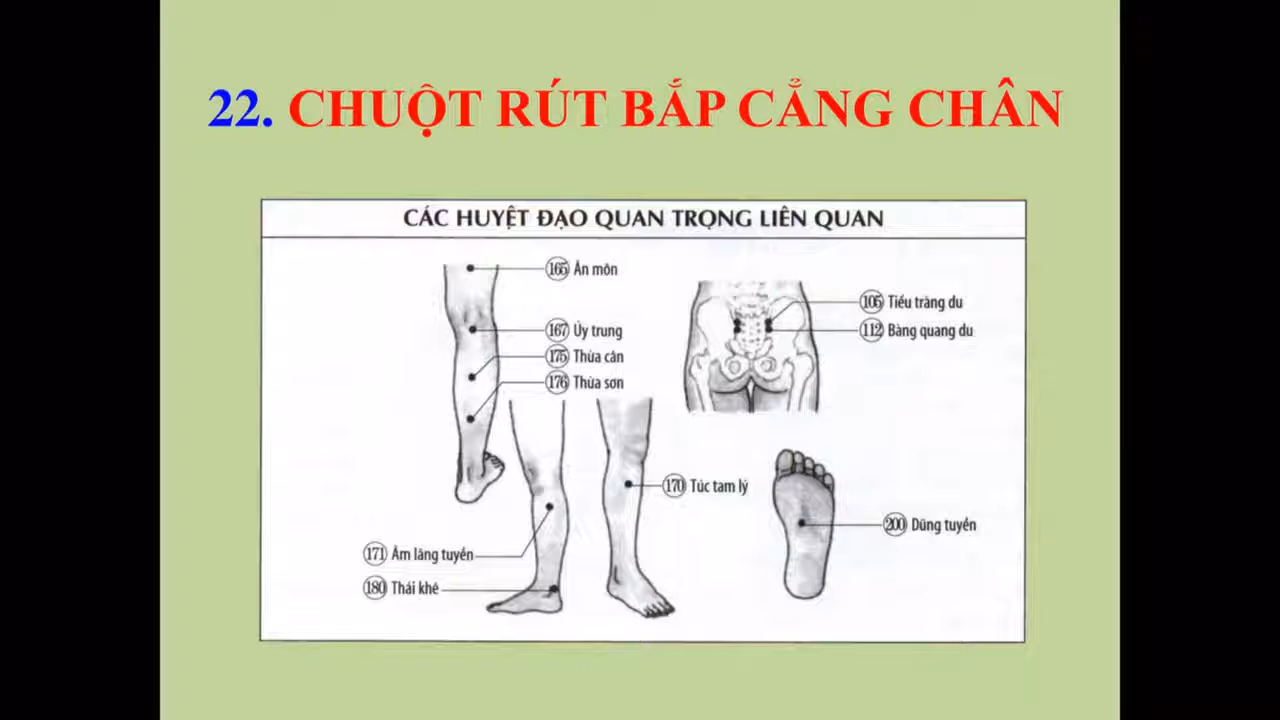 22. CHUỘT RÚT BẮP CẲNG CHÂN
CÁC HUYỆT ĐẠO QUAN TRỌNG LIÊN QUAN
165 Ân môn
167 Ủy trung
175 Thừa cân
176 Thừa sơn
105 Tiểu tràng du
112 Bàng quang du
170 Túc tam lý
200 Dũng tuyền
171 Âm lăng tuyền
180 Thái khê